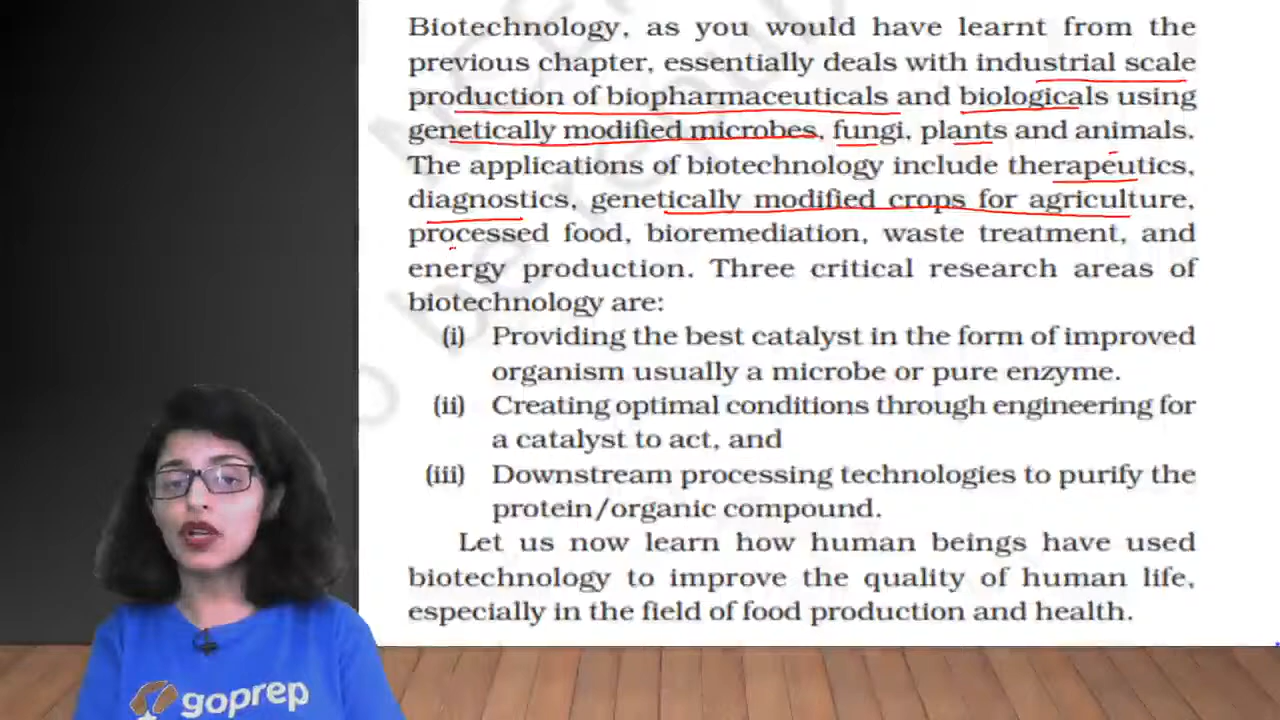 Biotechnology, as you would have learnt from the
previous chapter, essentially deals with industrial scale
production of biopharmaceuticals and biologicals using
genetically modified microbes, fungi, plants and animals.
The applications of biotechnology include therapeutics,
diagnostics, genetically modified crops for agriculture,
processed food, bioremediation, waste treatment, and
energy production. Three critical research areas of
biotechnology are:
(i) Providing the best catalyst in the form of improved
organism usually a microbe or pure enzyme.
(ii) Creating optimal conditions through engineering for
a catalyst to act, and
(iii) Downstream processing technologies to purify the
protein/organic compound.
Let us now learn how human beings have used
biotechnology to improve the quality of human life,
especially in the field of food production and health.
goprep